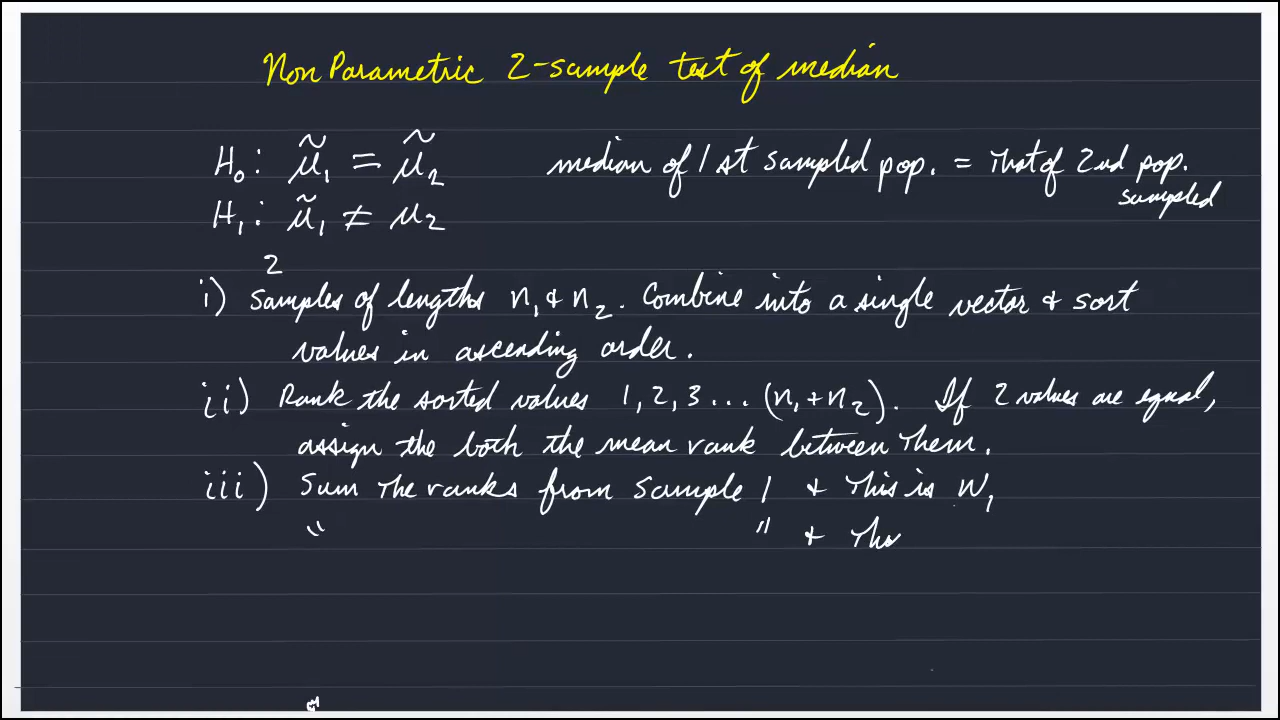 Non Parametric 2-sample test of median
H₀: μ̃₁ = μ̃₂ median of 1st sampled pop. = that of 2nd pop.
sampled
H₁: μ̃₁ ≠ μ₂
2
i) samples of lengths n₁ & n₂. Combine into a single vector & sort
values in ascending order.
ii) Rank the sorted values 1, 2, 3 ... (n₁ + n₂). If 2 values are equal,
assign the both the mean rank between them.
iii) Sum the ranks from sample 1 & this is W₁
" " & The